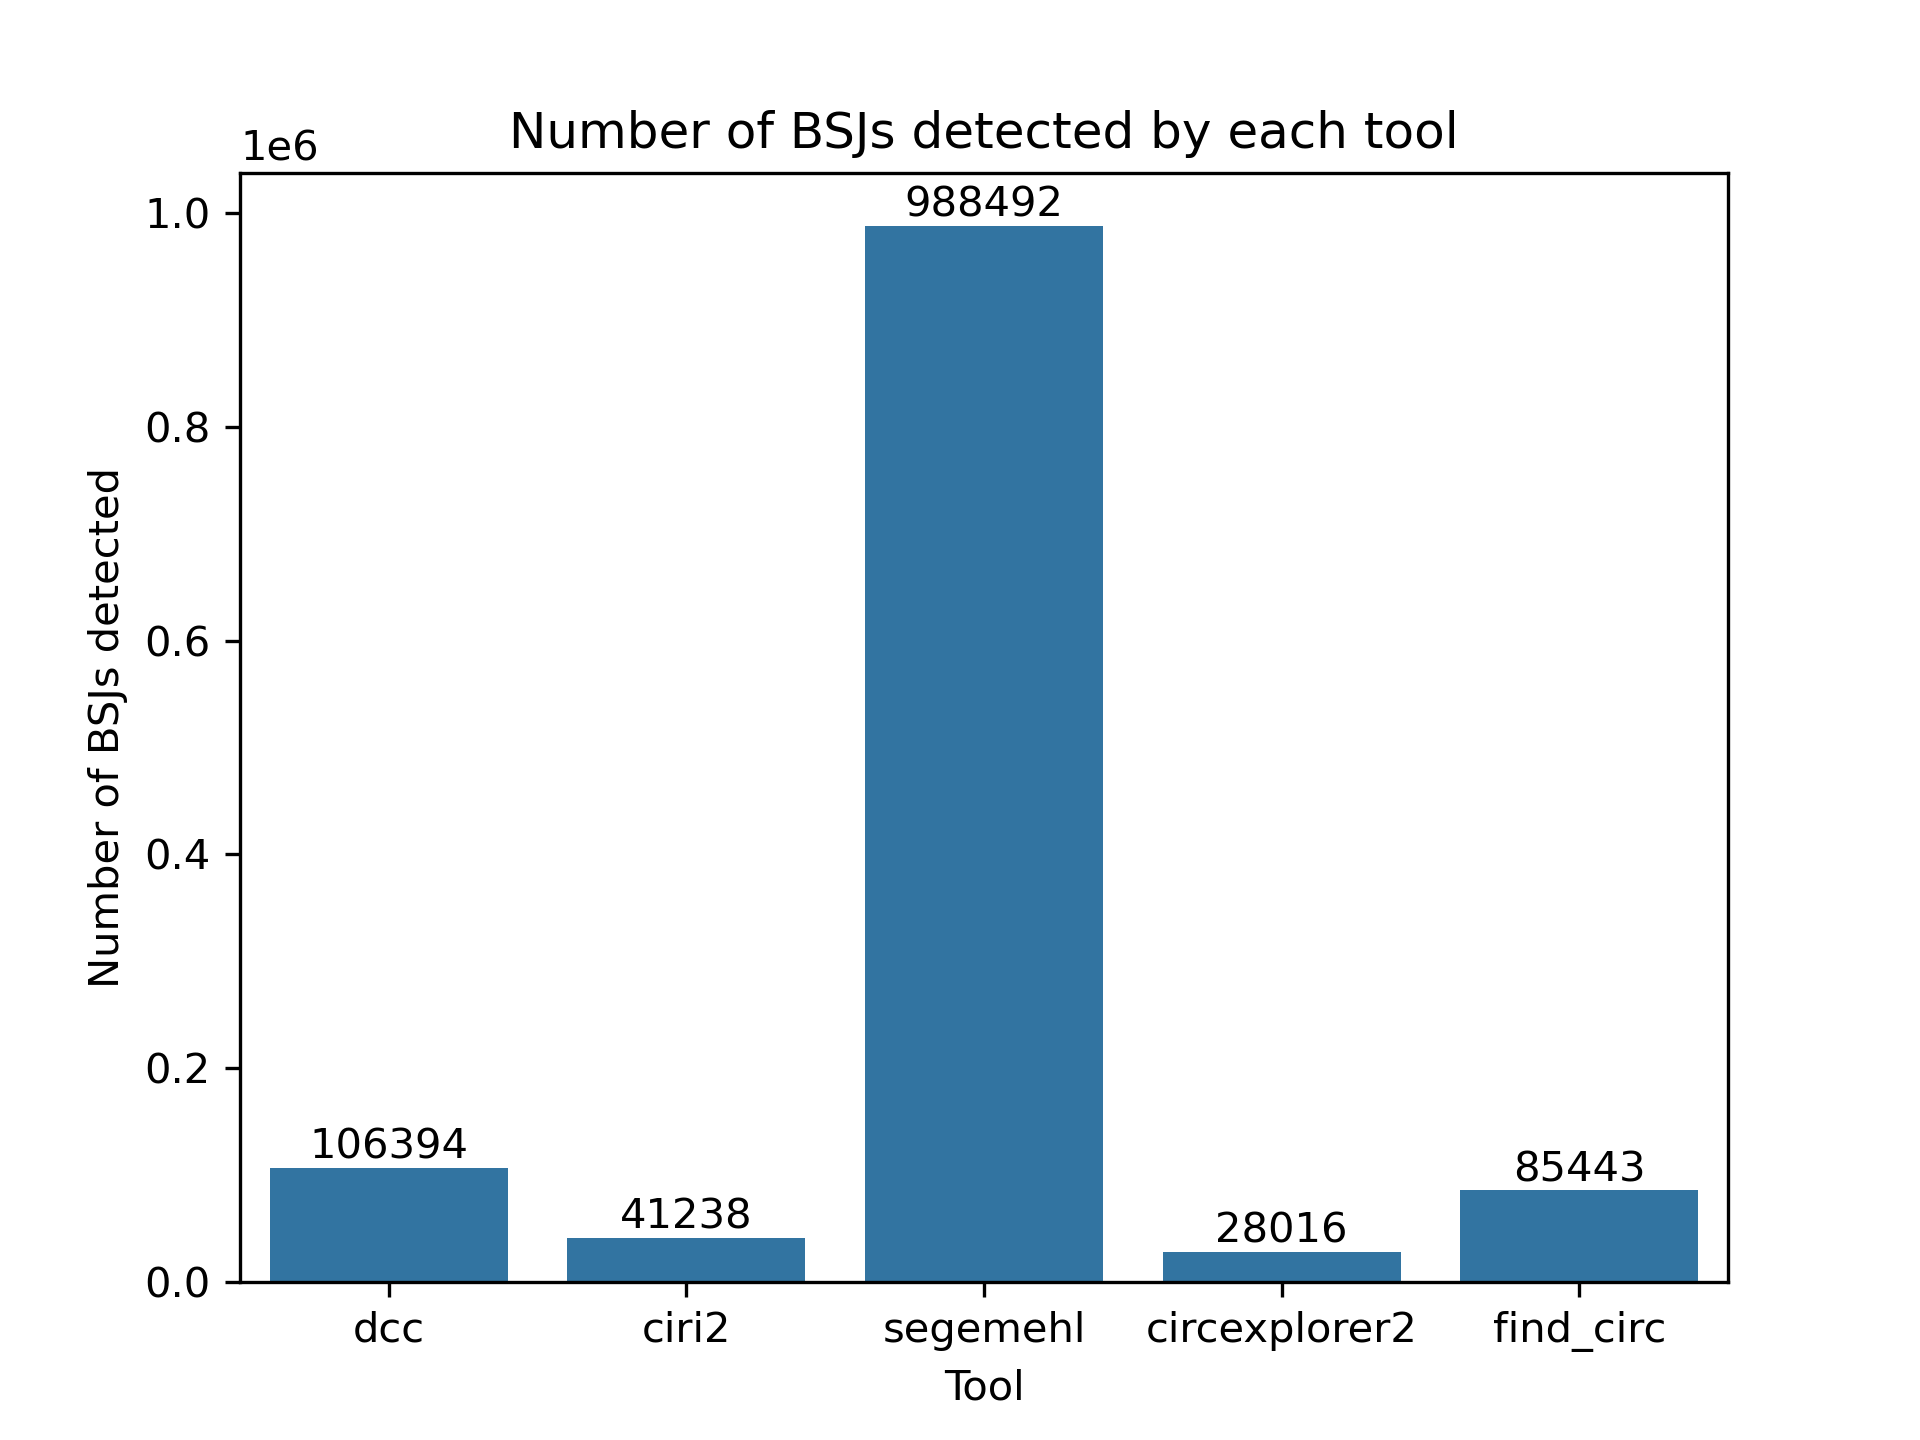 Number of BSJs detected by each tool
1e6
1.0
0.8
0.6
0.4
0.2
0.0
Number of BSJs detected
106394
41238
988492
28016
85443
dcc
ciri2
segemehl
circexplorer2
find_circ
Tool